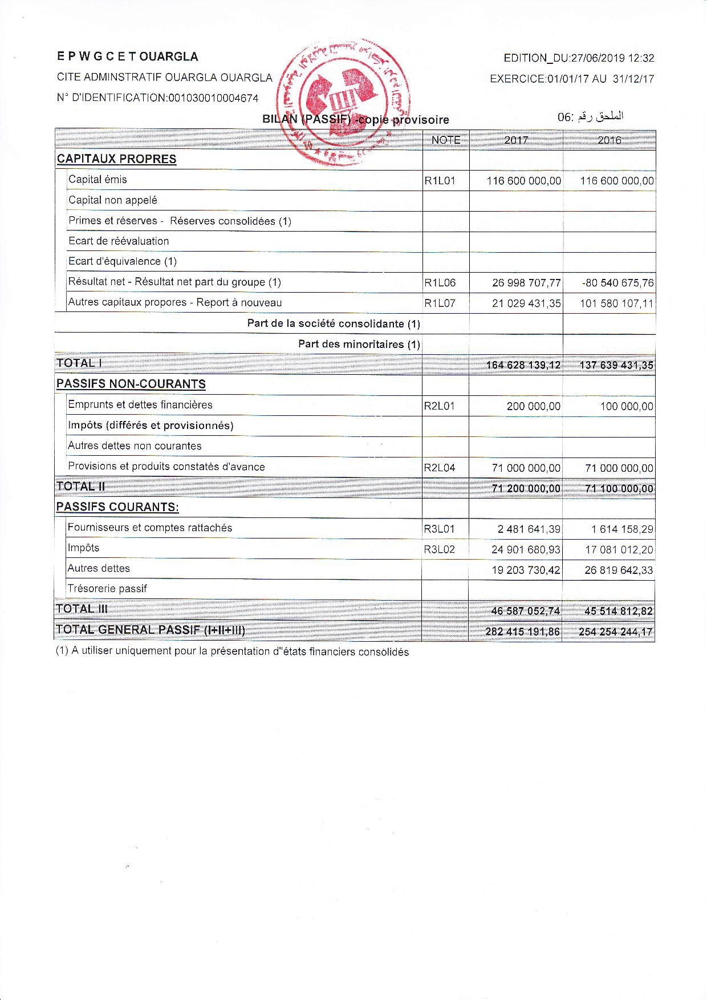 E P W G C E T OUARGLA
EDITION_DU:27/06/2019 12:32
CITE ADMINSTRATIF OUARGLA OUARGLA
EXERCICE:01/01/17 AU 31/12/17
N° D'IDENTIFICATION:001030010004674
BILAN (PASSIF) -copie provisoire
الملحق رقم :06
NOTE 2017 2016
CAPITAUX PROPRES
Capital émis R1L01 116 600 000,00 116 600 000,00
Capital non appelé
Primes et réserves - Réserves consolidées (1)
Ecart de réévaluation
Ecart d'équivalence (1)
Résultat net - Résultat net part du groupe (1) R1L06 26 998 707,77 -80 540 675,76
Autres capitaux propores - Report à nouveau R1L07 21 029 431,35 101 580 107,11
Part de la société consolidante (1)
Part des minoritaires (1)
TOTAL I 164 628 139,12 137 639 431,35
PASSIFS NON-COURANTS
Emprunts et dettes financières R2L01 200 000,00 100 000,00
Impôts (différés et provisionnés)
Autres dettes non courantes
Provisions et produits constatés d'avance R2L04 71 000 000,00 71 000 000,00
TOTAL II 71 200 000,00 71 100 000,00
PASSIFS COURANTS:
Fournisseurs et comptes rattachés R3L01 2 481 641,39 1 614 158,29
Impôts R3L02 24 901 680,93 17 081 012,20
Autres dettes 19 203 730,42 26 819 642,33
Trésorerie passif
TOTAL III 46 587 052,74 45 514 812,82
TOTAL GENERAL PASSIF (I+II+III) 282 415 191,86 254 254 244,17
(1) A utiliser uniquement pour la présentation d"états financiers consolidés